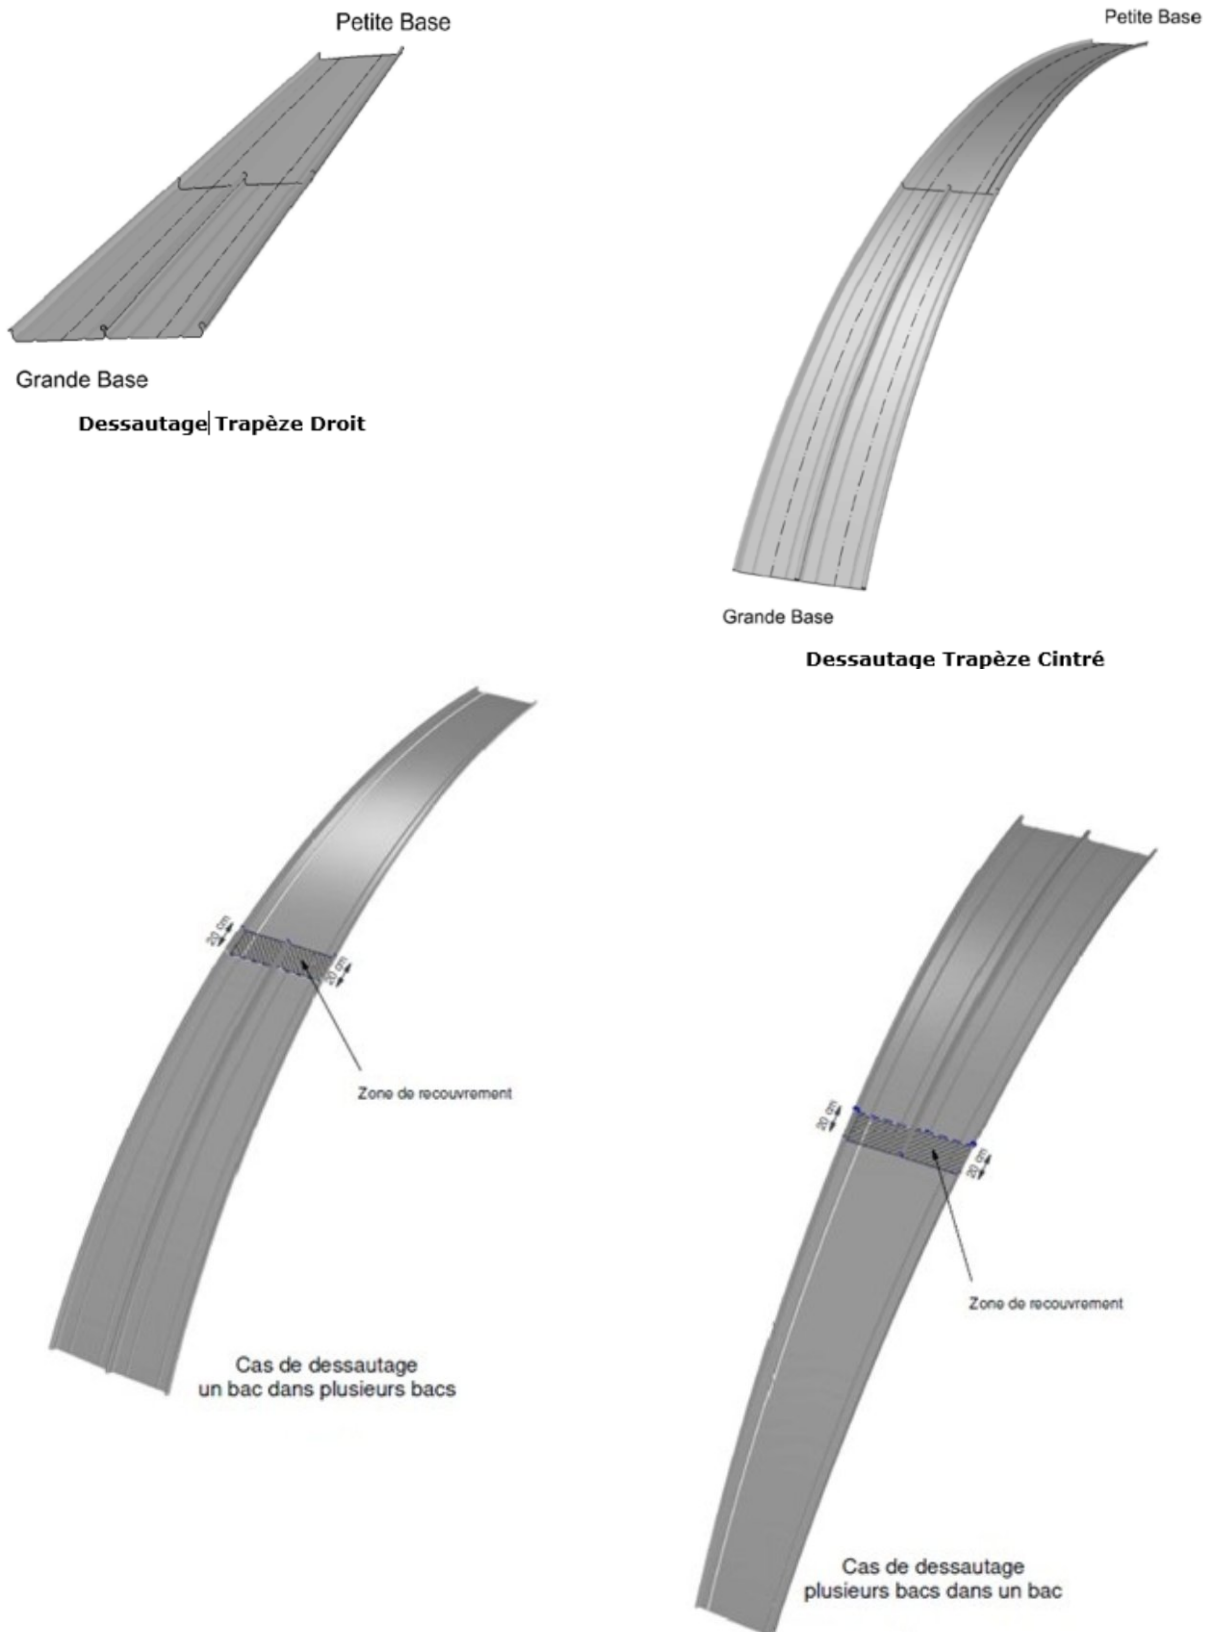 Petite Base
Petite Base
Grande Base
Dessautage Trapèze Droit
Grande Base
Dessautage Trapèze Cintré
20 cm
20 cm
Zone de recouvrement
Cas de dessautage
un bac dans plusieurs bacs
20 cm
20 cm
Zone de recouvrement
Cas de dessautage
plusieurs bacs dans un bac